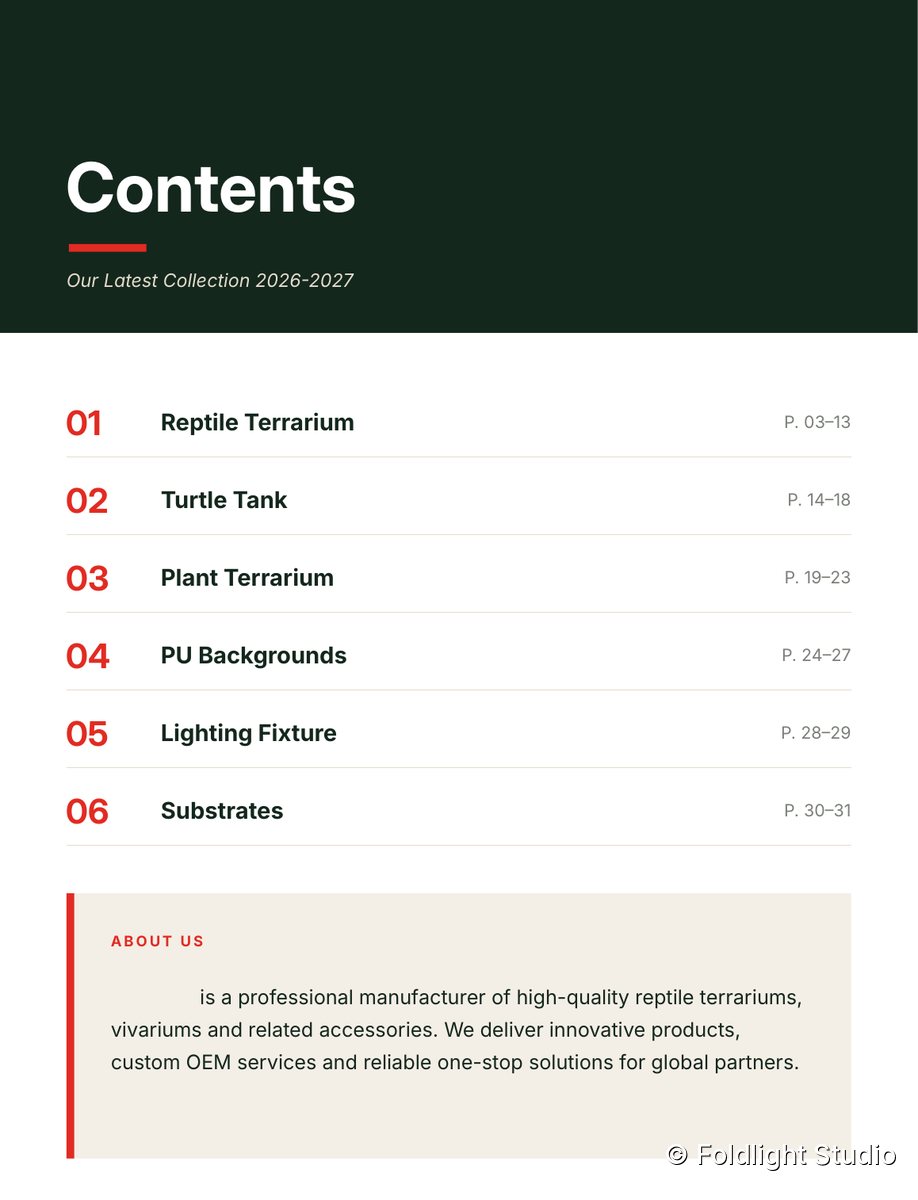 Contents
Our Latest Collection 2026-2027
01 Reptile Terrarium P. 03–13
02 Turtle Tank P. 14–18
03 Plant Terrarium P. 19–23
04 PU Backgrounds P. 24–27
05 Lighting Fixture P. 28–29
06 Substrates P. 30–31
ABOUT US
is a professional manufacturer of high-quality reptile terrariums,
vivariums and related accessories. We deliver innovative products,
custom OEM services and reliable one-stop solutions for global partners.
© Foldlight Studio